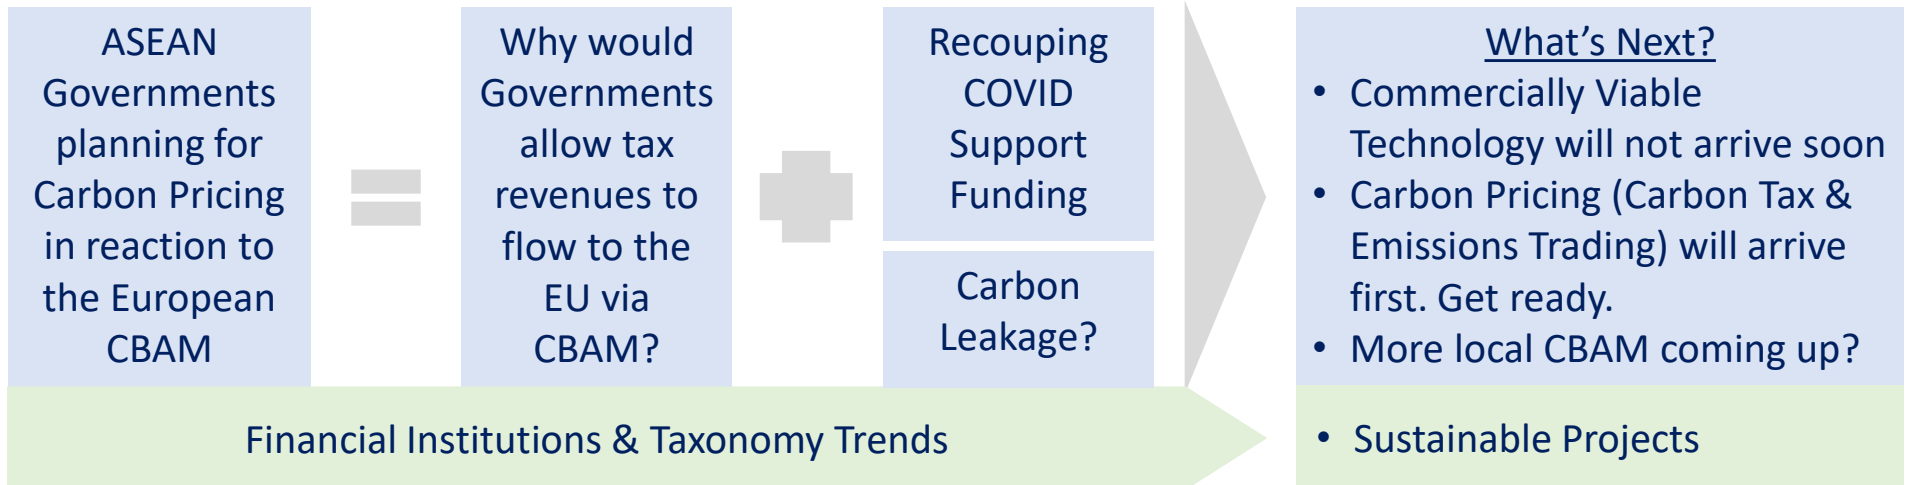 ASEAN
Governments
planning for
Carbon Pricing
in reaction to
the European
CBAM
Why would
Governments
allow tax
revenues to
flow to the
EU via
CBAM?
Recouping
COVID
Support
Funding
Carbon
Leakage?
What’s Next?
• Commercially Viable
Technology will not arrive soon
• Carbon Pricing (Carbon Tax &
Emissions Trading) will arrive
first. Get ready.
• More local CBAM coming up?
Financial Institutions & Taxonomy Trends
• Sustainable Projects